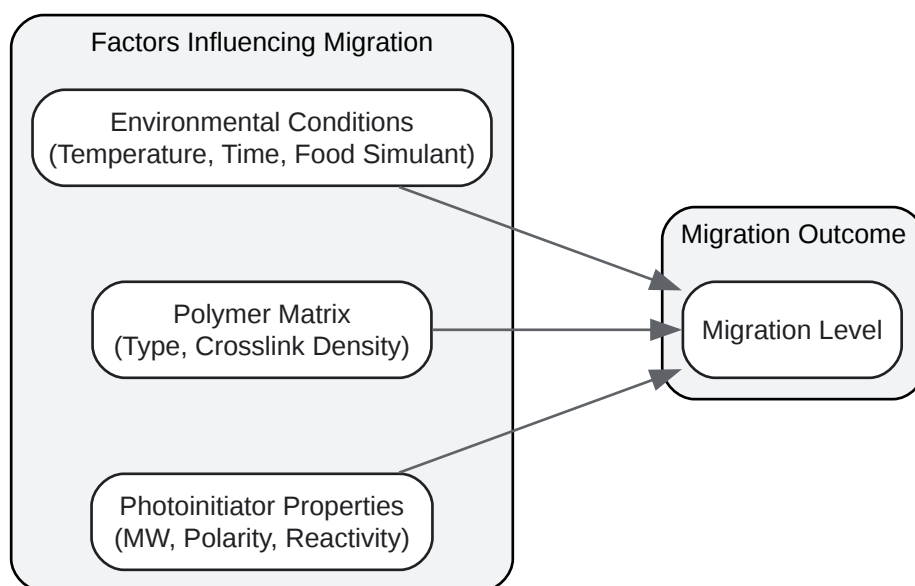 Factors Influencing Migration
Environmental Conditions
(Temperature, Time, Food Simulant)
Polymer Matrix
(Type, Crosslink Density)
Photoinitiator Properties
(MW, Polarity, Reactivity)
Migration Outcome
Migration Level